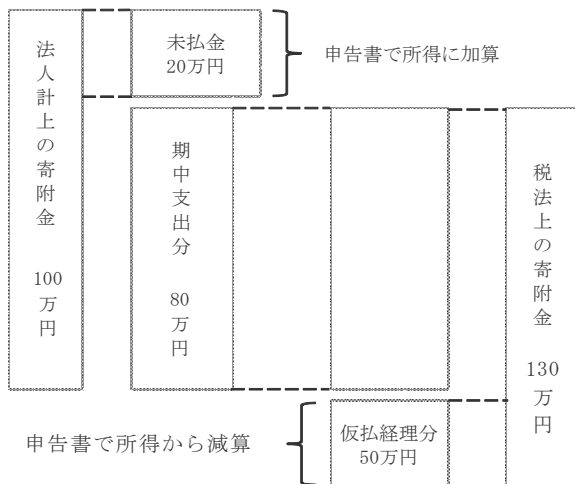 法人計上の寄附金 100万円
未払金
20万円
申告書で所得に加算
期中支出分 80万円
税法上の寄附金 130万円
申告書で所得から減算
仮払経理分
50万円